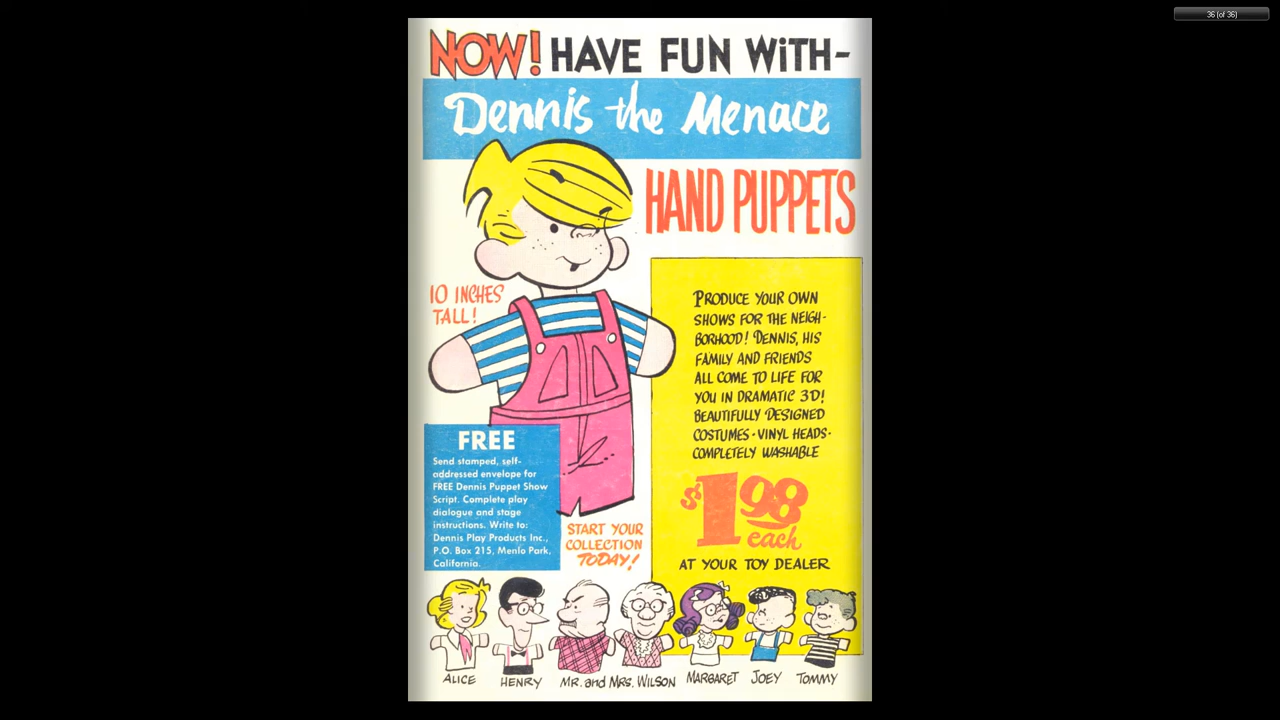 36 (of 36)
NOW! HAVE FUN WiTH-
Dennis the Menace
HAND PUPPETS
10 INCHES
TALL!
PRODUCE YOUR OWN
SHOWS FOR THE NEIGH-
BORHOOD! DENNIS, HIS
FAMILY AND FRIENDS
ALL COME TO LIFE FOR
YOU IN DRAMATIC 3D!
BEAUTIFULLY DESIGNED
COSTUMES - VINYL HEADS-
COMPLETELY WASHABLE
$1.98
each
AT YOUR TOY DEALER
FREE
Send stamped, self-
addressed envelope for
FREE Dennis Puppet Show
Script. Complete play
dialogue and stage
instructions. Write to:
Dennis Play Products Inc.,
P.O. Box 215, Menlo Park,
California.
START YOUR
COLLECTION
TODAY!
ALICE HENRY MR. and MRS. WILSON MARGARET JOEY TOMMY